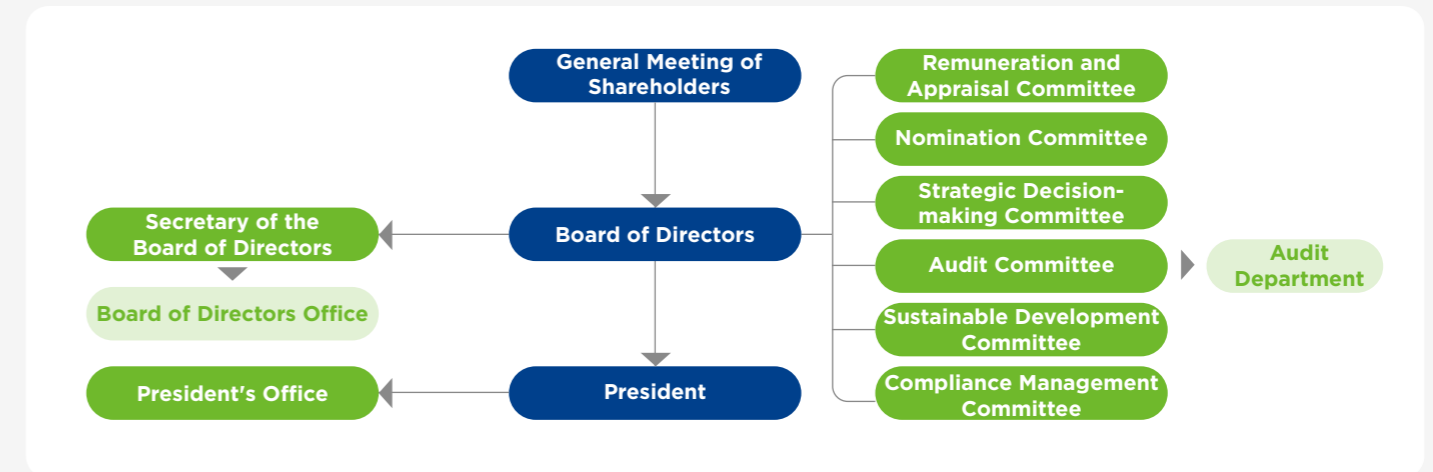 General Meeting of
Shareholders
Remuneration and
Appraisal Committee
Nomination Committee
Strategic Decision-
making Committee
Secretary of the
Board of Directors
Board of Directors
Audit Committee
Audit
Department
Board of Directors Office
Sustainable Development
Committee
President's Office
President
Compliance Management
Committee